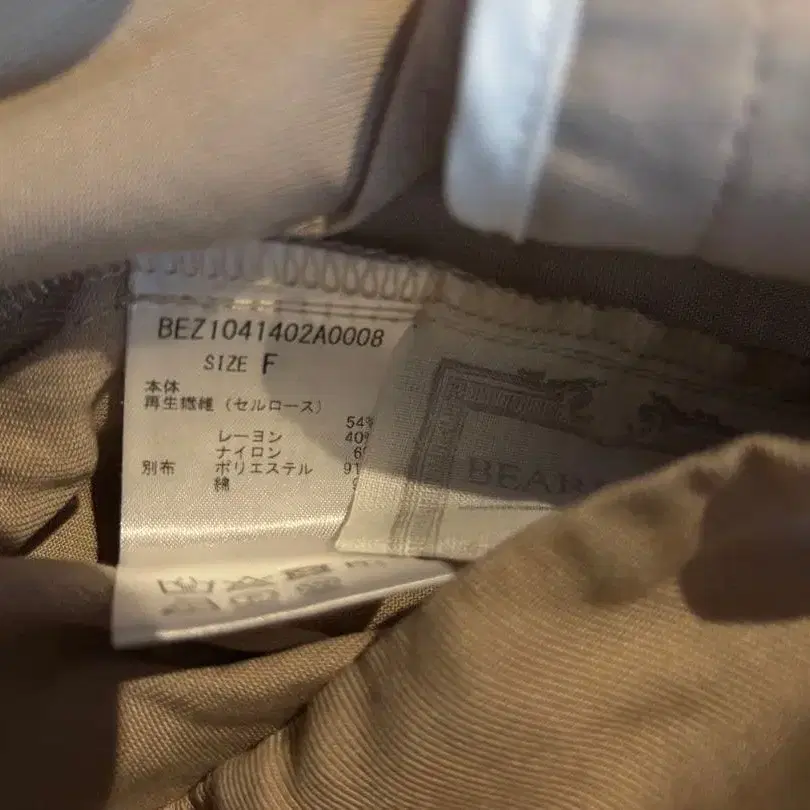 BEZ1041402A0008
SIZE F
本体
再生繊維（セルロース）
54%
レーヨン 40%
ナイロン 6
別布 ポリエステル 91
綿
BEAR